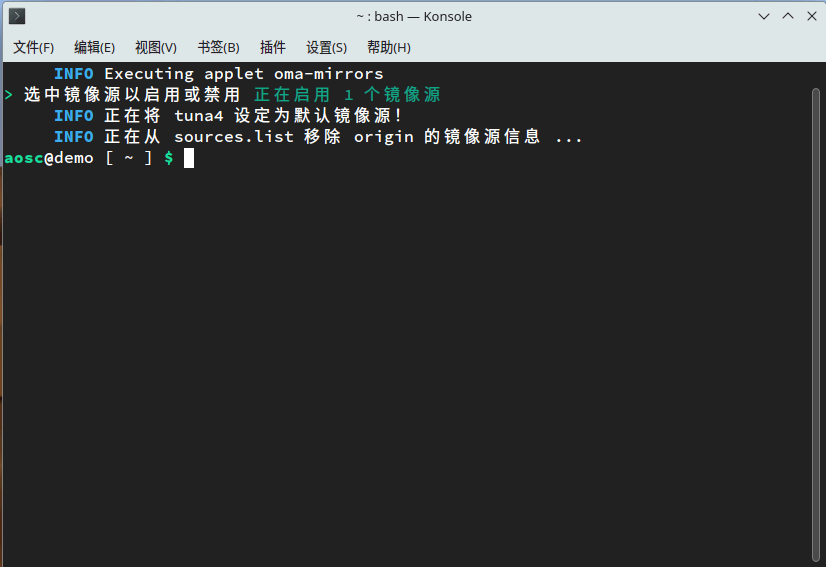 ~ : bash — Konsole
文件(F) 编辑(E) 视图(V) 书签(B) 插件 设置(S) 帮助(H)
INFO Executing applet oma-mirrors
> 选中镜像源以启用或禁用 正在启用 1 个镜像源
INFO 正在将 tuna4 设定为默认镜像源！
INFO 正在从 sources.list 移除 origin 的镜像源信息 ...
aosc@demo [ ~ ] $